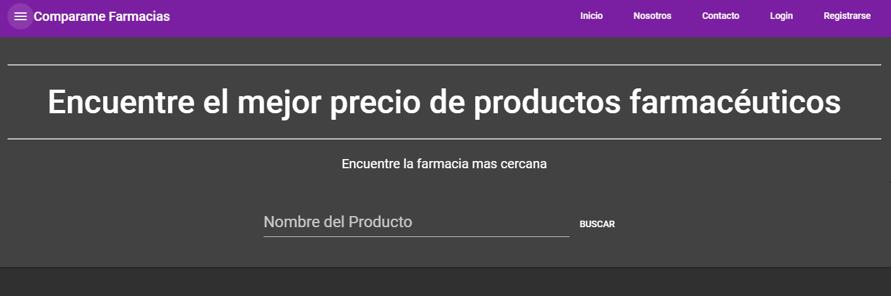 Comparame Farmacias Inicio Nosotros Contacto Login Registrarse
Encuentre el mejor precio de productos farmacéuticos
Encuentre la farmacia mas cercana
Nombre del Producto BUSCAR